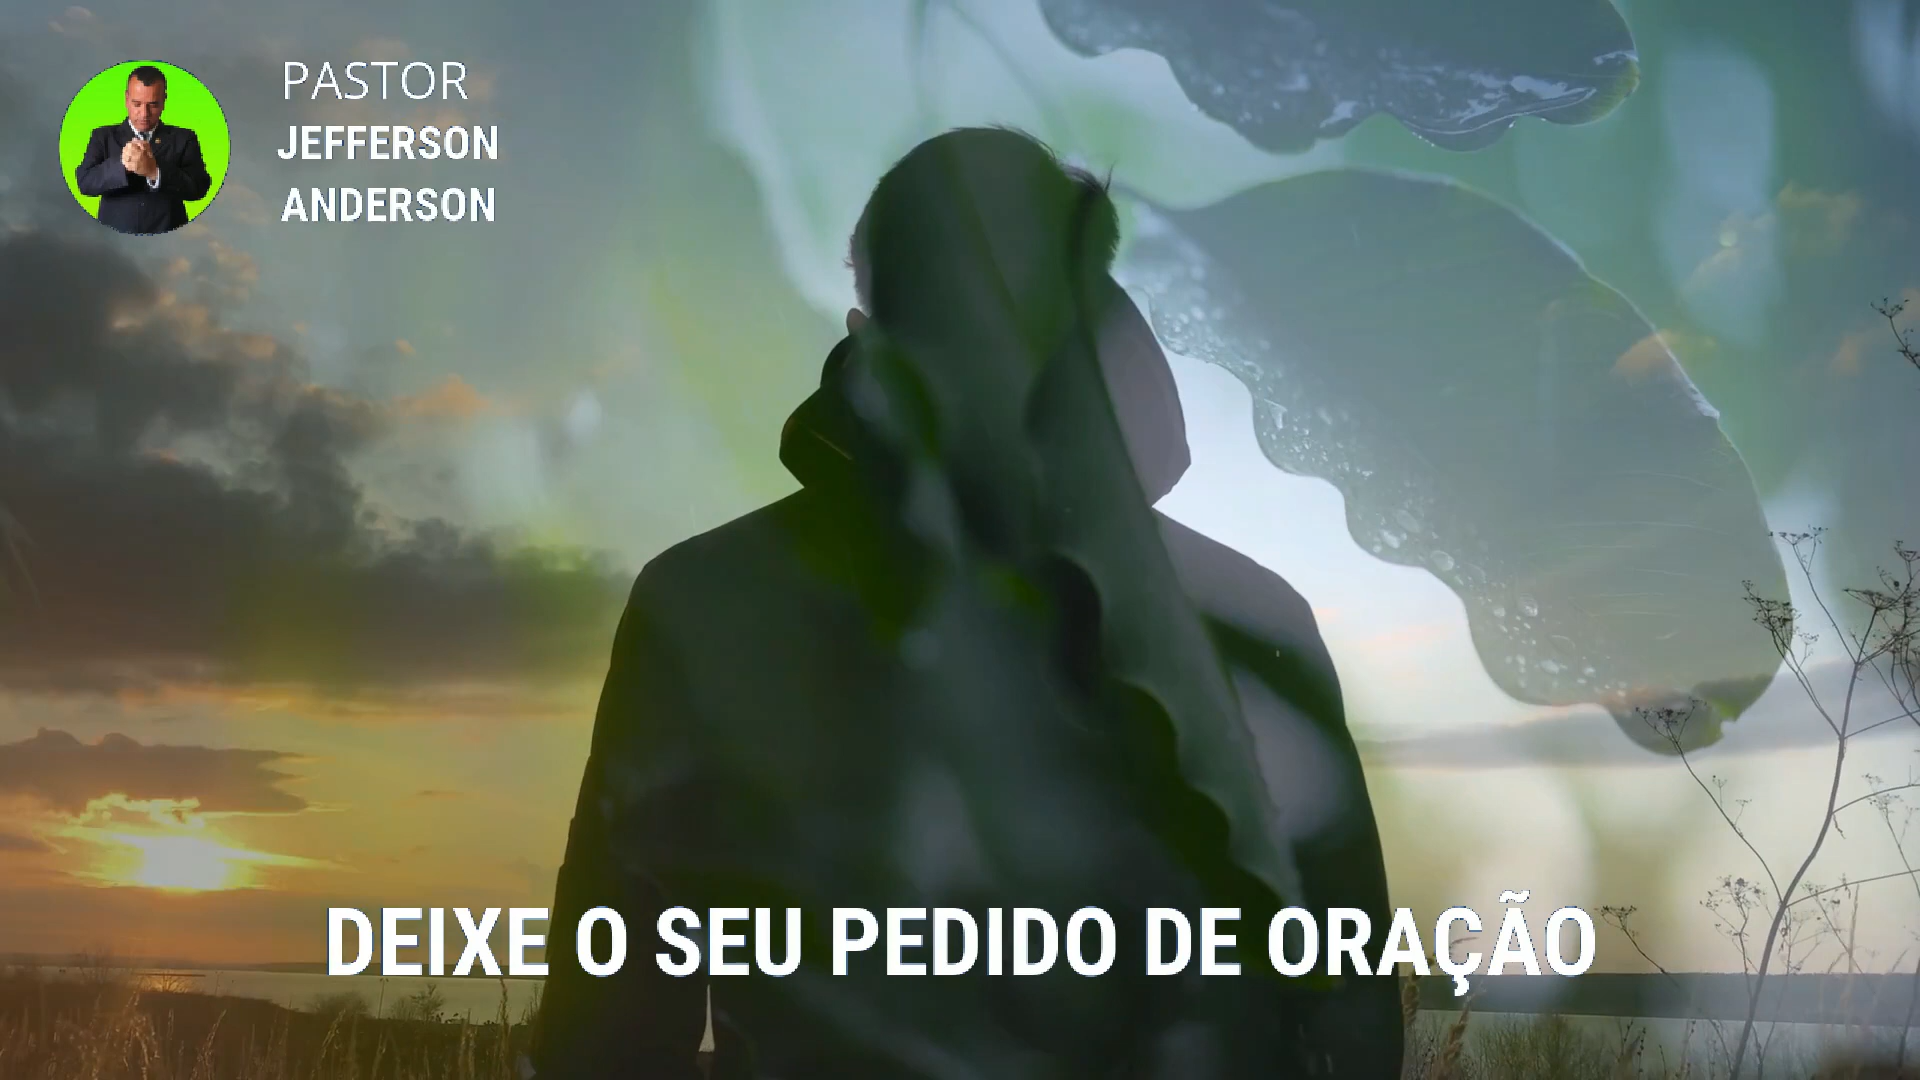 PASTOR
JEFFERSON
ANDERSON
DEIXE O SEU PEDIDO DE ORAÇÃO